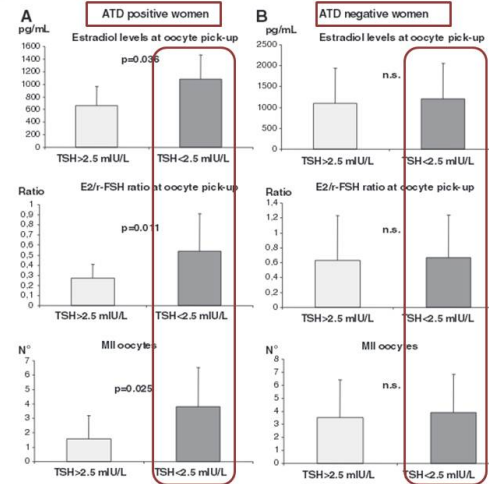 A
ATD positive women
pg/mL
Estradiol levels at oocyte pick-up
1600
1400
1200
1000
800
600
400
200
0
p=0.036
TSH>2.5 mIU/L
TSH<2.5 mIU/L
E2/r-FSH ratio at oocyte pick-up
Ratio
1
0,9
0,8
0,7
0,6
0,5
0,4
0,3
0,2
0,1
0
p=0.011
TSH>2.5 mIU/L
TSH<2.5 mIU/L
MII oocytes
N°
7
6
5
4
3
2
1
0
p=0.025
TSH>2.5 mIU/L
TSH<2.5 mIU/L
B
ATD negative women
pg/mL
Estradiol levels at oocyte pick-up
2500
2000
1500
1000
500
0
n.s.
TSH>2.5 mIU/L
TSH<2.5 mIU/L
E2/r-FSH ratio at oocyte pick-up
Ratio
1,4
1,2
1
0,8
0,6
0,4
0,2
0
n.s.
TSH>2.5 mIU/L
TSH<2.5 mIU/L
MII oocytes
N°
8
7
6
5
4
3
2
1
0
n.s.
TSH>2.5 mIU/L
TSH<2.5 mIU/L